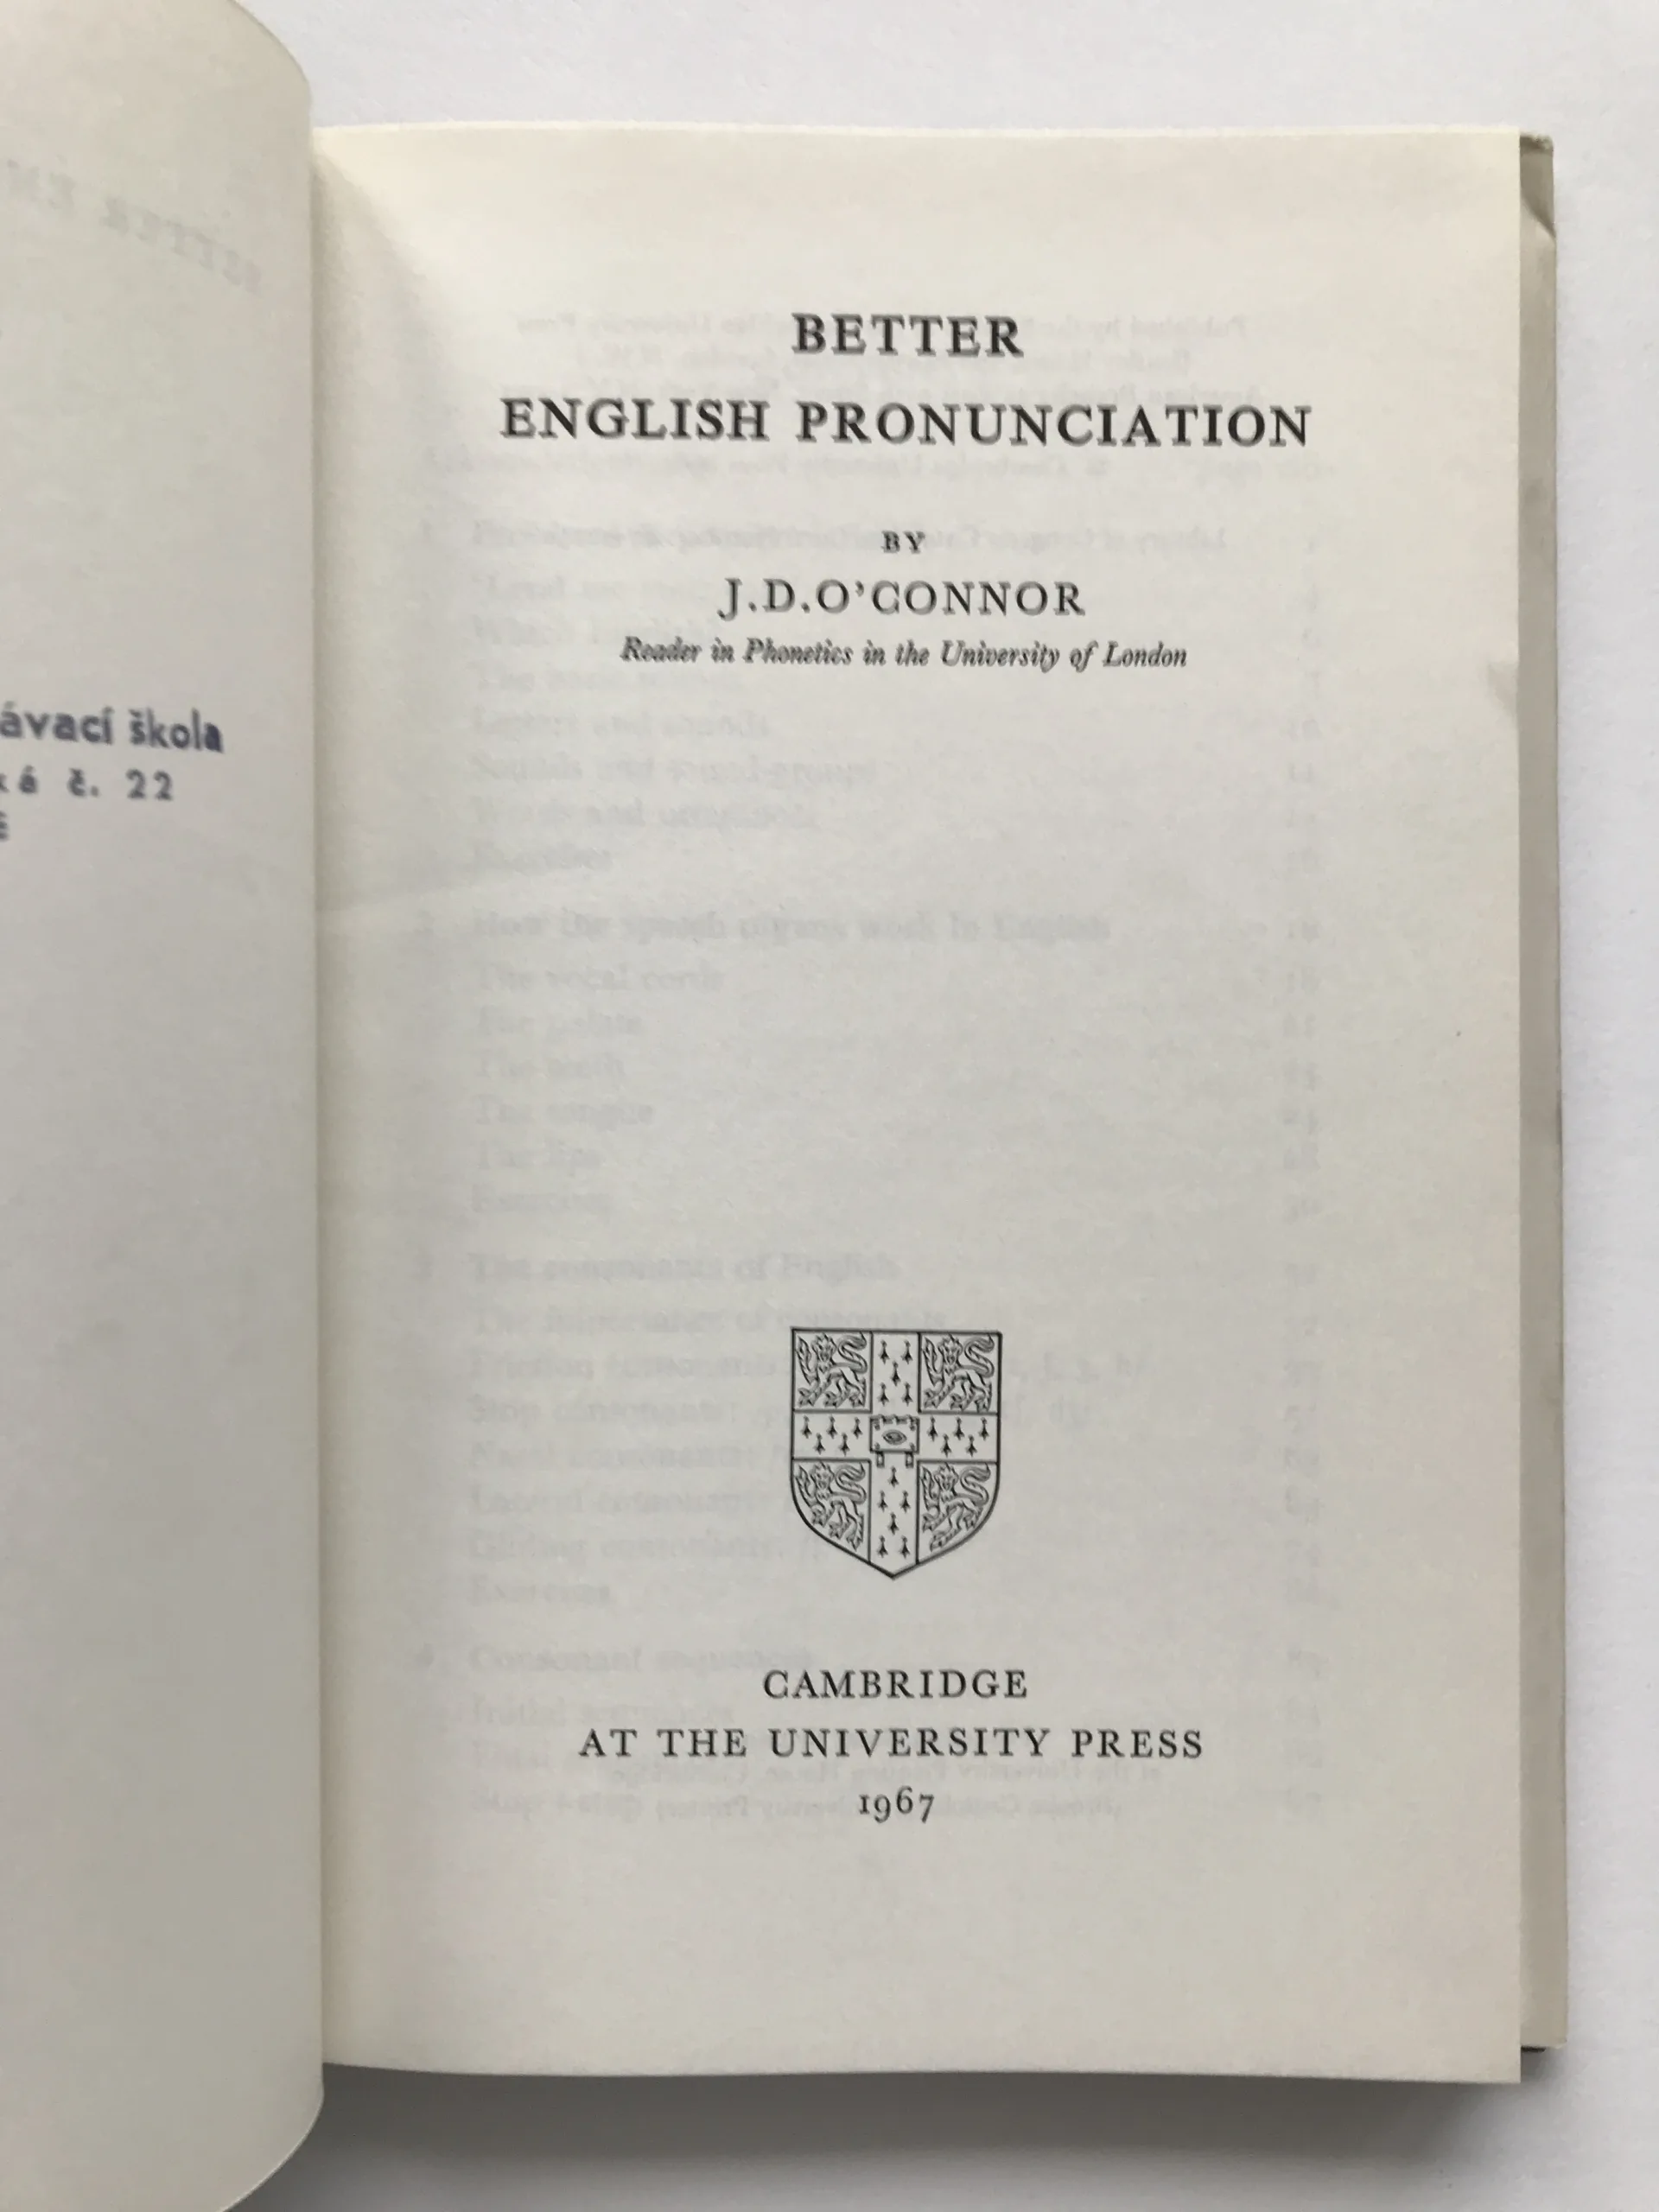 ávací škola
ké č. 22
BETTER
ENGLISH PRONUNCIATION
BY
J.D.O'CONNOR
Reader in Phonetics in the University of London
CAMBRIDGE
AT THE UNIVERSITY PRESS
1967